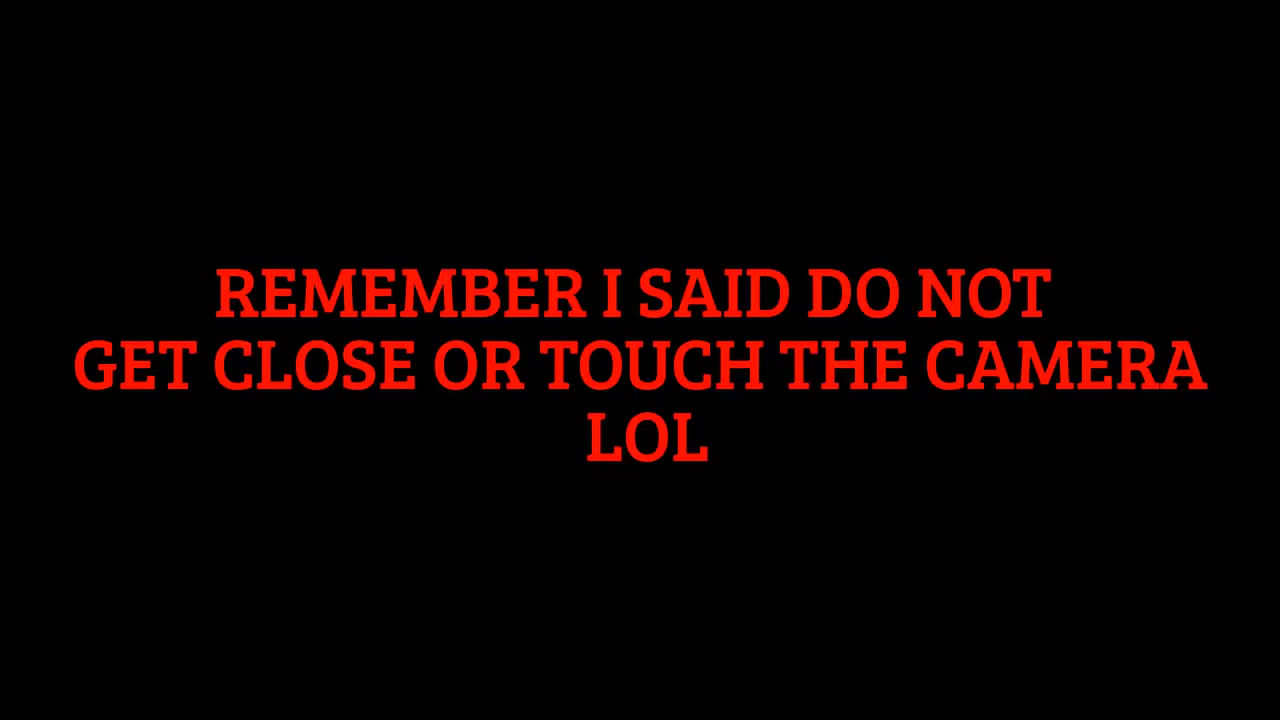 REMEMBER I SAID DO NOT
GET CLOSE OR TOUCH THE CAMERA
LOL